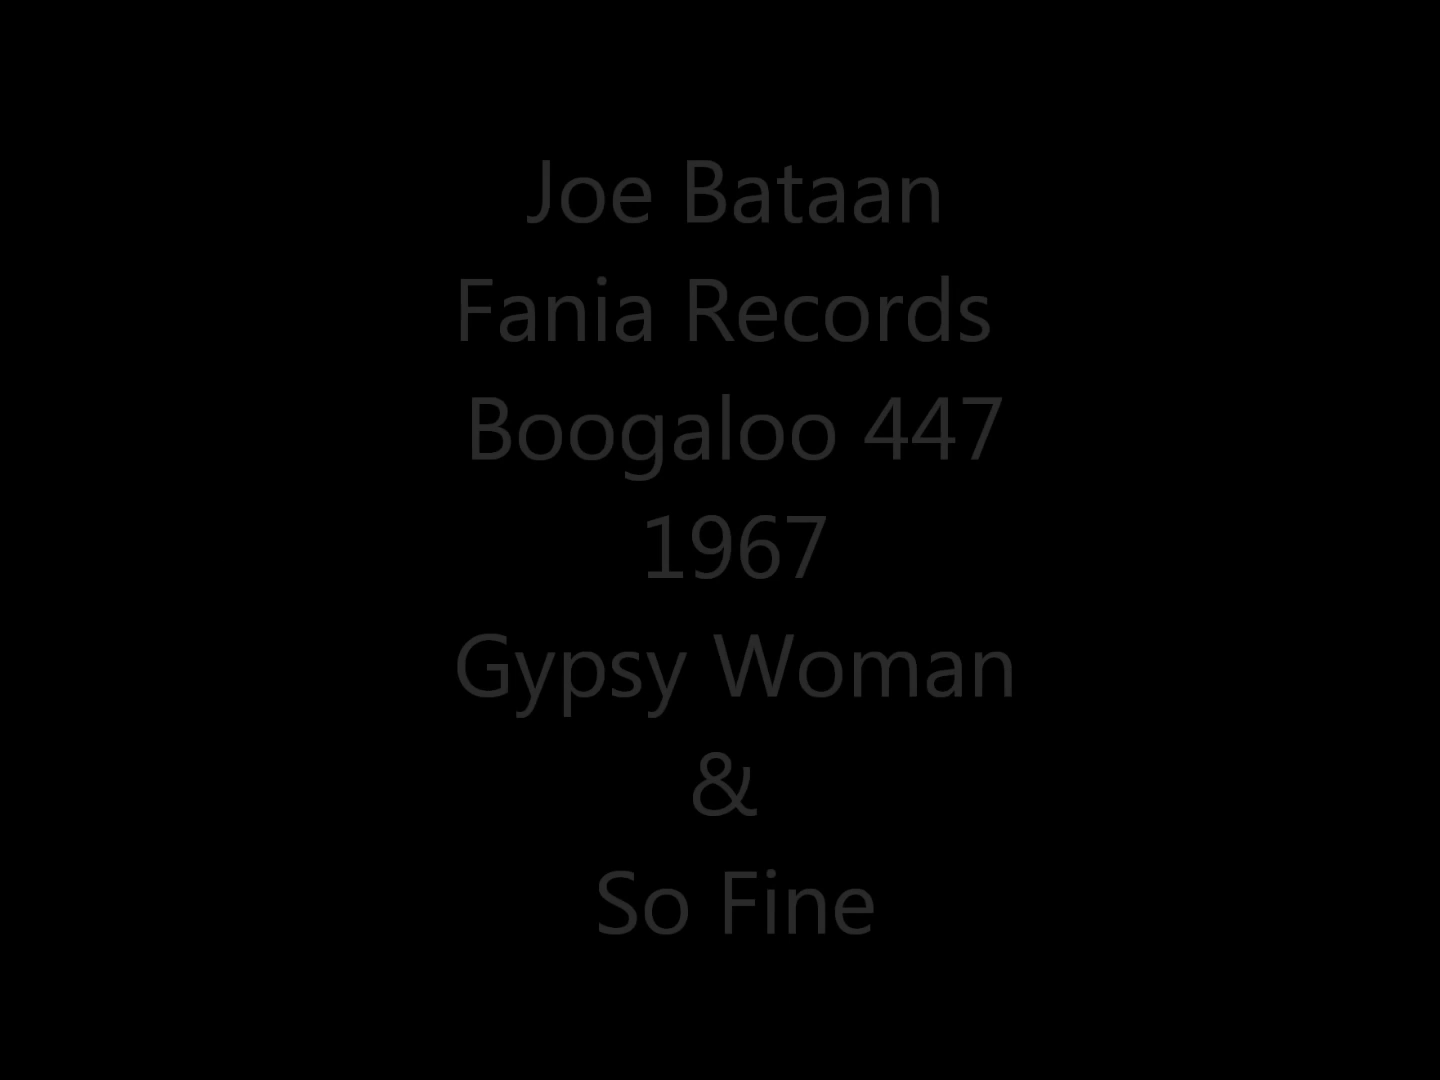 Joe Bataan
Fania Records
Boogaloo 447
1967
Gypsy Woman
&
So Fine